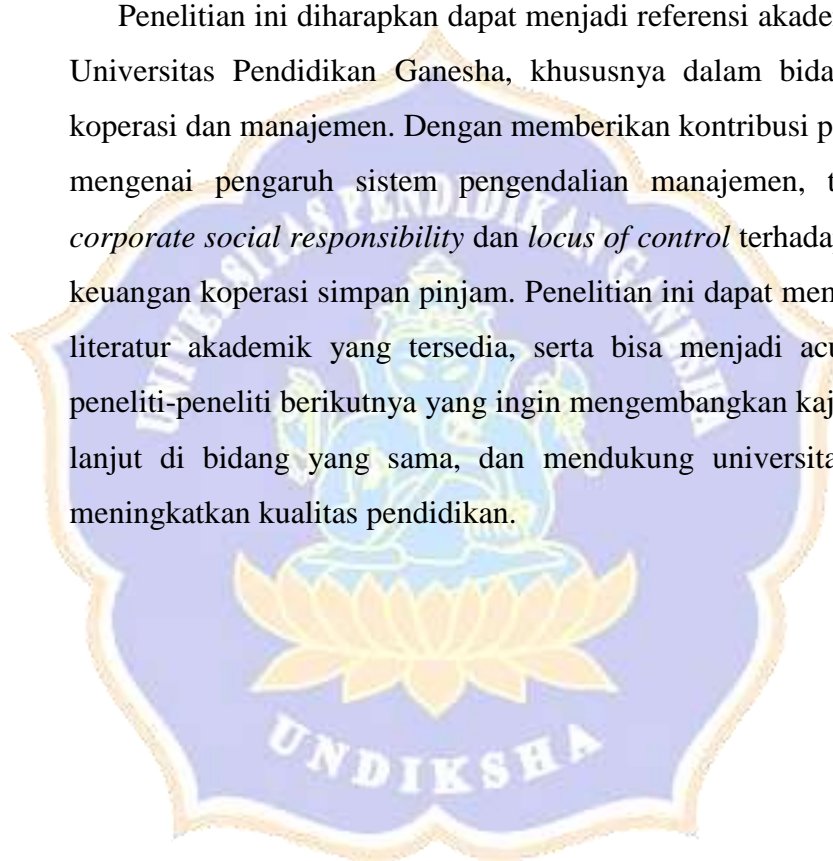 Penelitian ini diharapkan dapat menjadi referensi akade
Universitas Pendidikan Ganesha, khususnya dalam bida
koperasi dan manajemen. Dengan memberikan kontribusi p
mengenai pengaruh sistem pengendalian manajemen, t
corporate social responsibility dan locus of control terhada
keuangan koperasi simpan pinjam. Penelitian ini dapat men
literatur akademik yang tersedia, serta bisa menjadi acu
peneliti-peneliti berikutnya yang ingin mengembangkan kaj
lanjut di bidang yang sama, dan mendukung universita
meningkatkan kualitas pendidikan.
UNIVERSITAS PENDIDIKAN GANESHA
UNDIKSHA